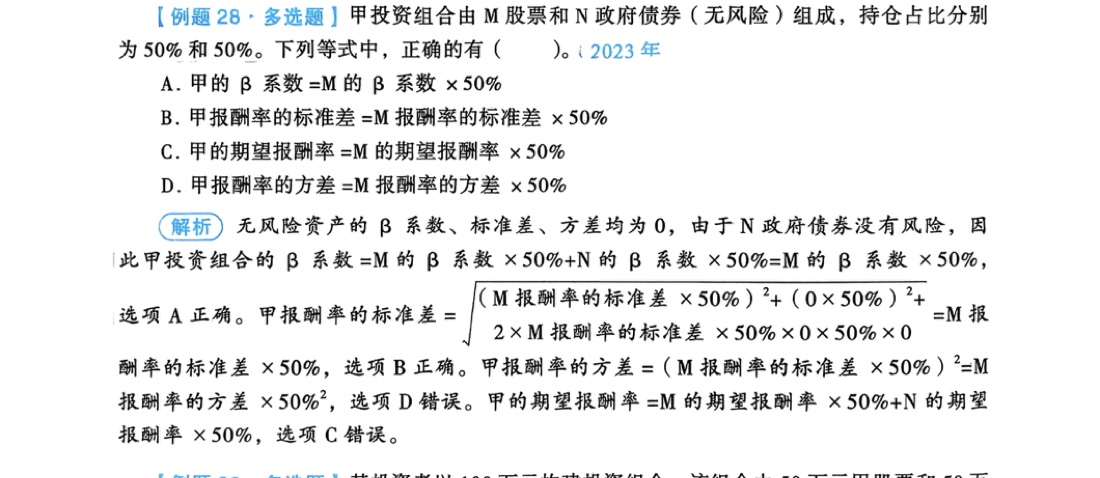 【例题 28·多选题】甲投资组合由 M 股票和 N 政府债券（无风险）组成，持仓占比分别
为 50% 和 50%。下列等式中，正确的有（　　）。2023 年
A. 甲的 β 系数 =M 的 β 系数 ×50%
B. 甲报酬率的标准差 =M 报酬率的标准差 ×50%
C. 甲的期望报酬率 =M 的期望报酬率 ×50%
D. 甲报酬率的方差 =M 报酬率的方差 ×50%
解析 无风险资产的 β 系数、标准差、方差均为 0，由于 N 政府债券没有风险，因
此甲投资组合的 β 系数 =M 的 β 系数 ×50%+N 的 β 系数 ×50%=M 的 β 系数 ×50%，
选项 A 正确。甲报酬率的标准差 = √（M 报酬率的标准差 ×50%）²+（0×50%）²+
2×M 报酬率的标准差 ×50%×0×50%×0 =M 报
酬率的标准差 ×50%，选项 B 正确。甲报酬率的方差 =（M 报酬率的标准差 ×50%）²=M
报酬率的方差 ×50%²，选项 D 错误。甲的期望报酬率 =M 的期望报酬率 ×50%+N 的期望
报酬率 ×50%，选项 C 错误。